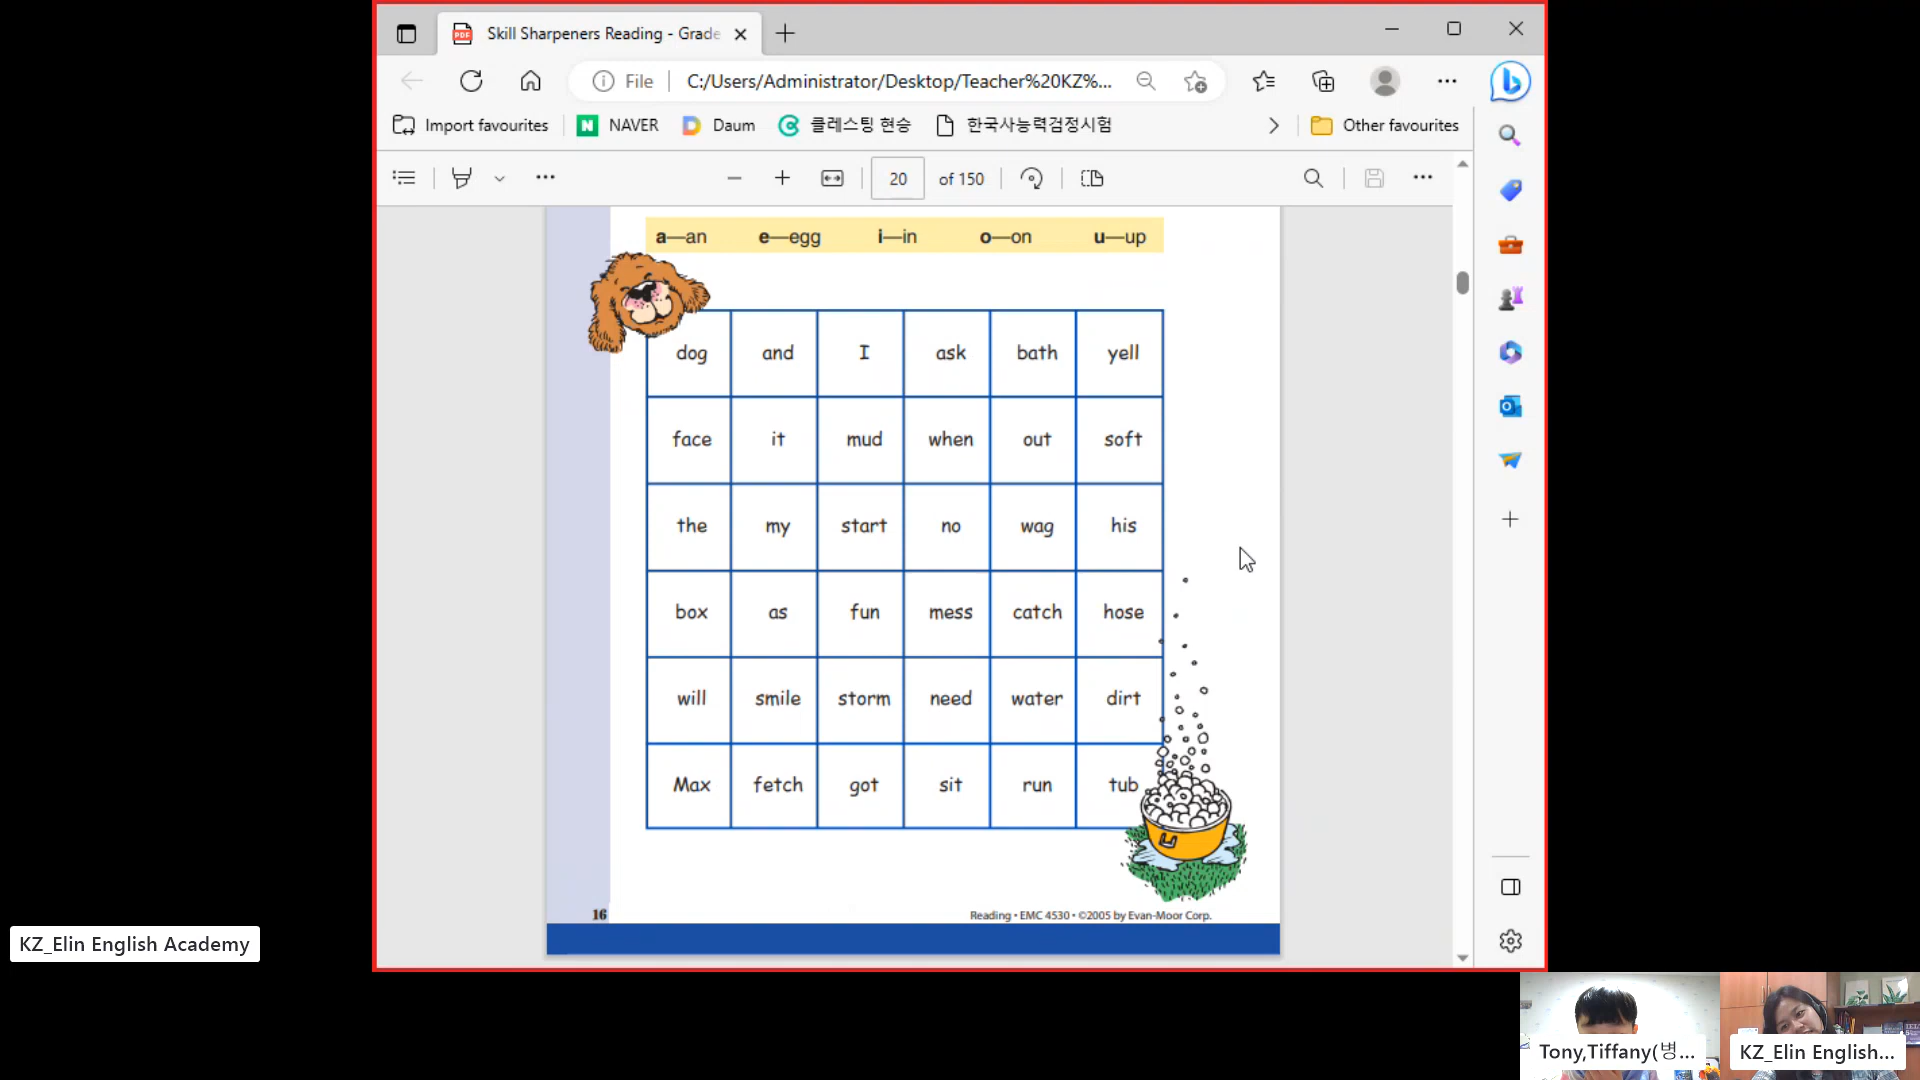 Skill Sharpeners Reading - Grade
File
C:/Users/Administrator/Desktop/Teacher%20KZ%...
Import favourites
NAVER
Daum
클래스팅 현승
한국사능력검정시험
Other favourites
20 of 150
a—an e—egg i—in o—on u—up
dog and I ask bath yell
face it mud when out soft
the my start no wag his
box as fun mess catch hose
will smile storm need water dirt
Max fetch got sit run tub
16
Reading • EMC 4530 • ©2005 by Evan-Moor Corp.
KZ_Elin English Academy
Tony,Tiffany(병...
KZ_Elin English...